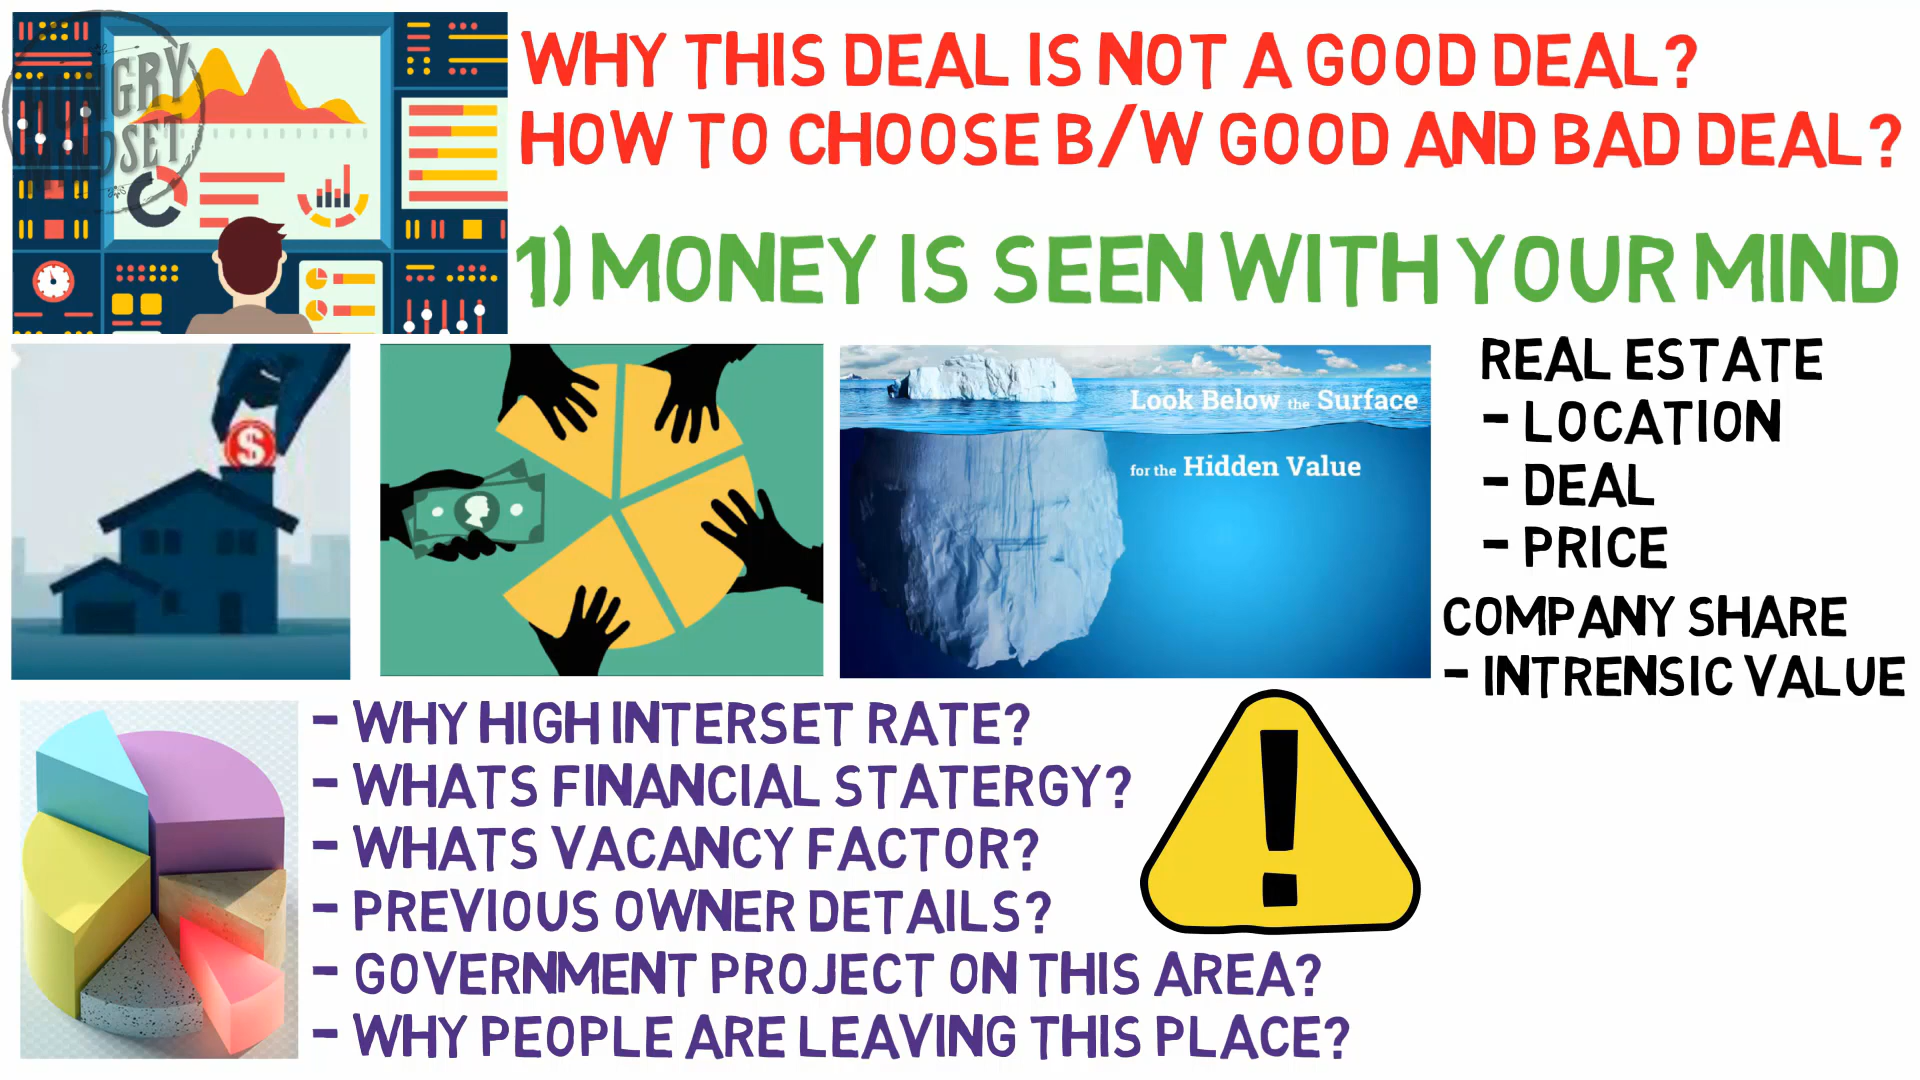 HUNGRY
MINDSET
WHY THIS DEAL IS NOT A GOOD DEAL?
HOW TO CHOOSE B/W GOOD AND BAD DEAL?
1) MONEY IS SEEN WITH YOUR MIND
$
Look Below the Surface
for the Hidden Value
REAL ESTATE
- LOCATION
- DEAL
- PRICE
COMPANY SHARE
- INTRENSIC VALUE
- WHY HIGH INTERSET RATE?
- WHATS FINANCIAL STATERGY?
- WHATS VACANCY FACTOR?
- PREVIOUS OWNER DETAILS?
- GOVERNMENT PROJECT ON THIS AREA?
- WHY PEOPLE ARE LEAVING THIS PLACE?
!